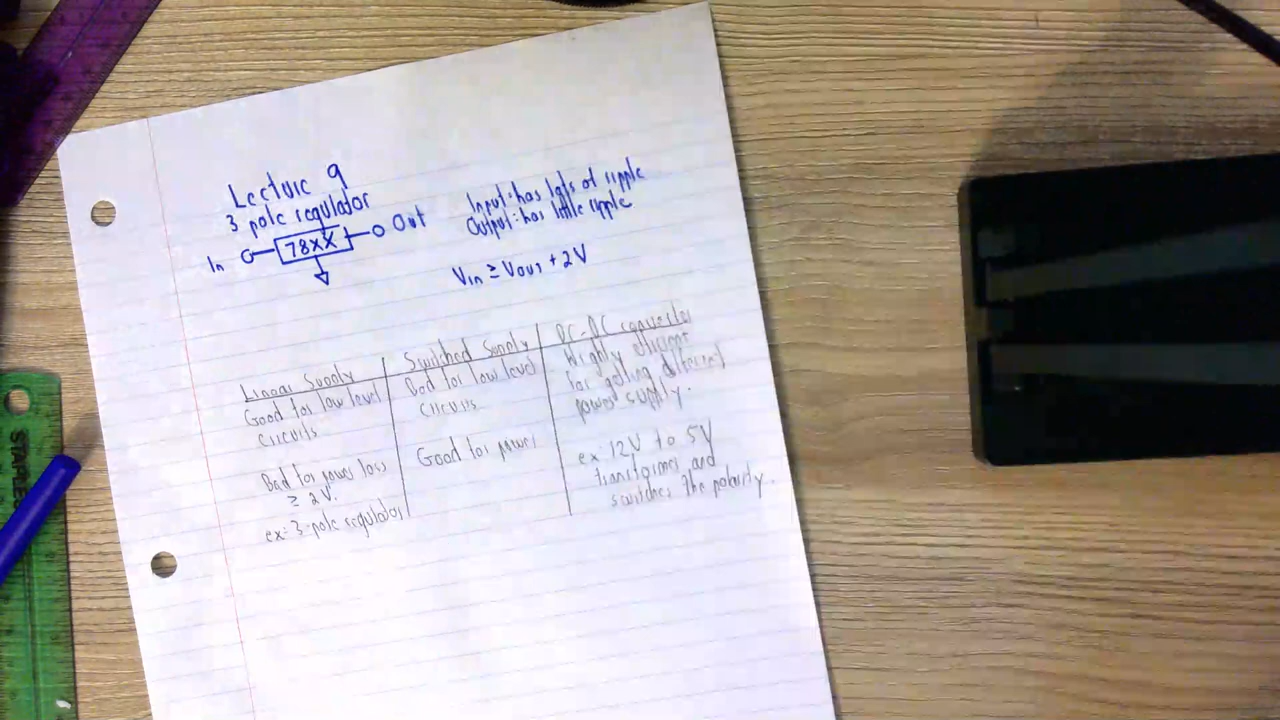 Lecture 9
3 pole regulator
In 78xx Out
Input: has lots of ripple
Output: has little ripple
Vin ≥ Vout + 2V
Linear Supply
Good for low level
circuits
Bad for power loss
≥ 2V.
ex: 3-pole regulator
Switched Supply
Bad for low level
circuits
Good for power
DC-DC converter
Highly efficient
for getting different
power supply.
ex: 12V to 5V
transformer and
switches the polarity.
STAPLES